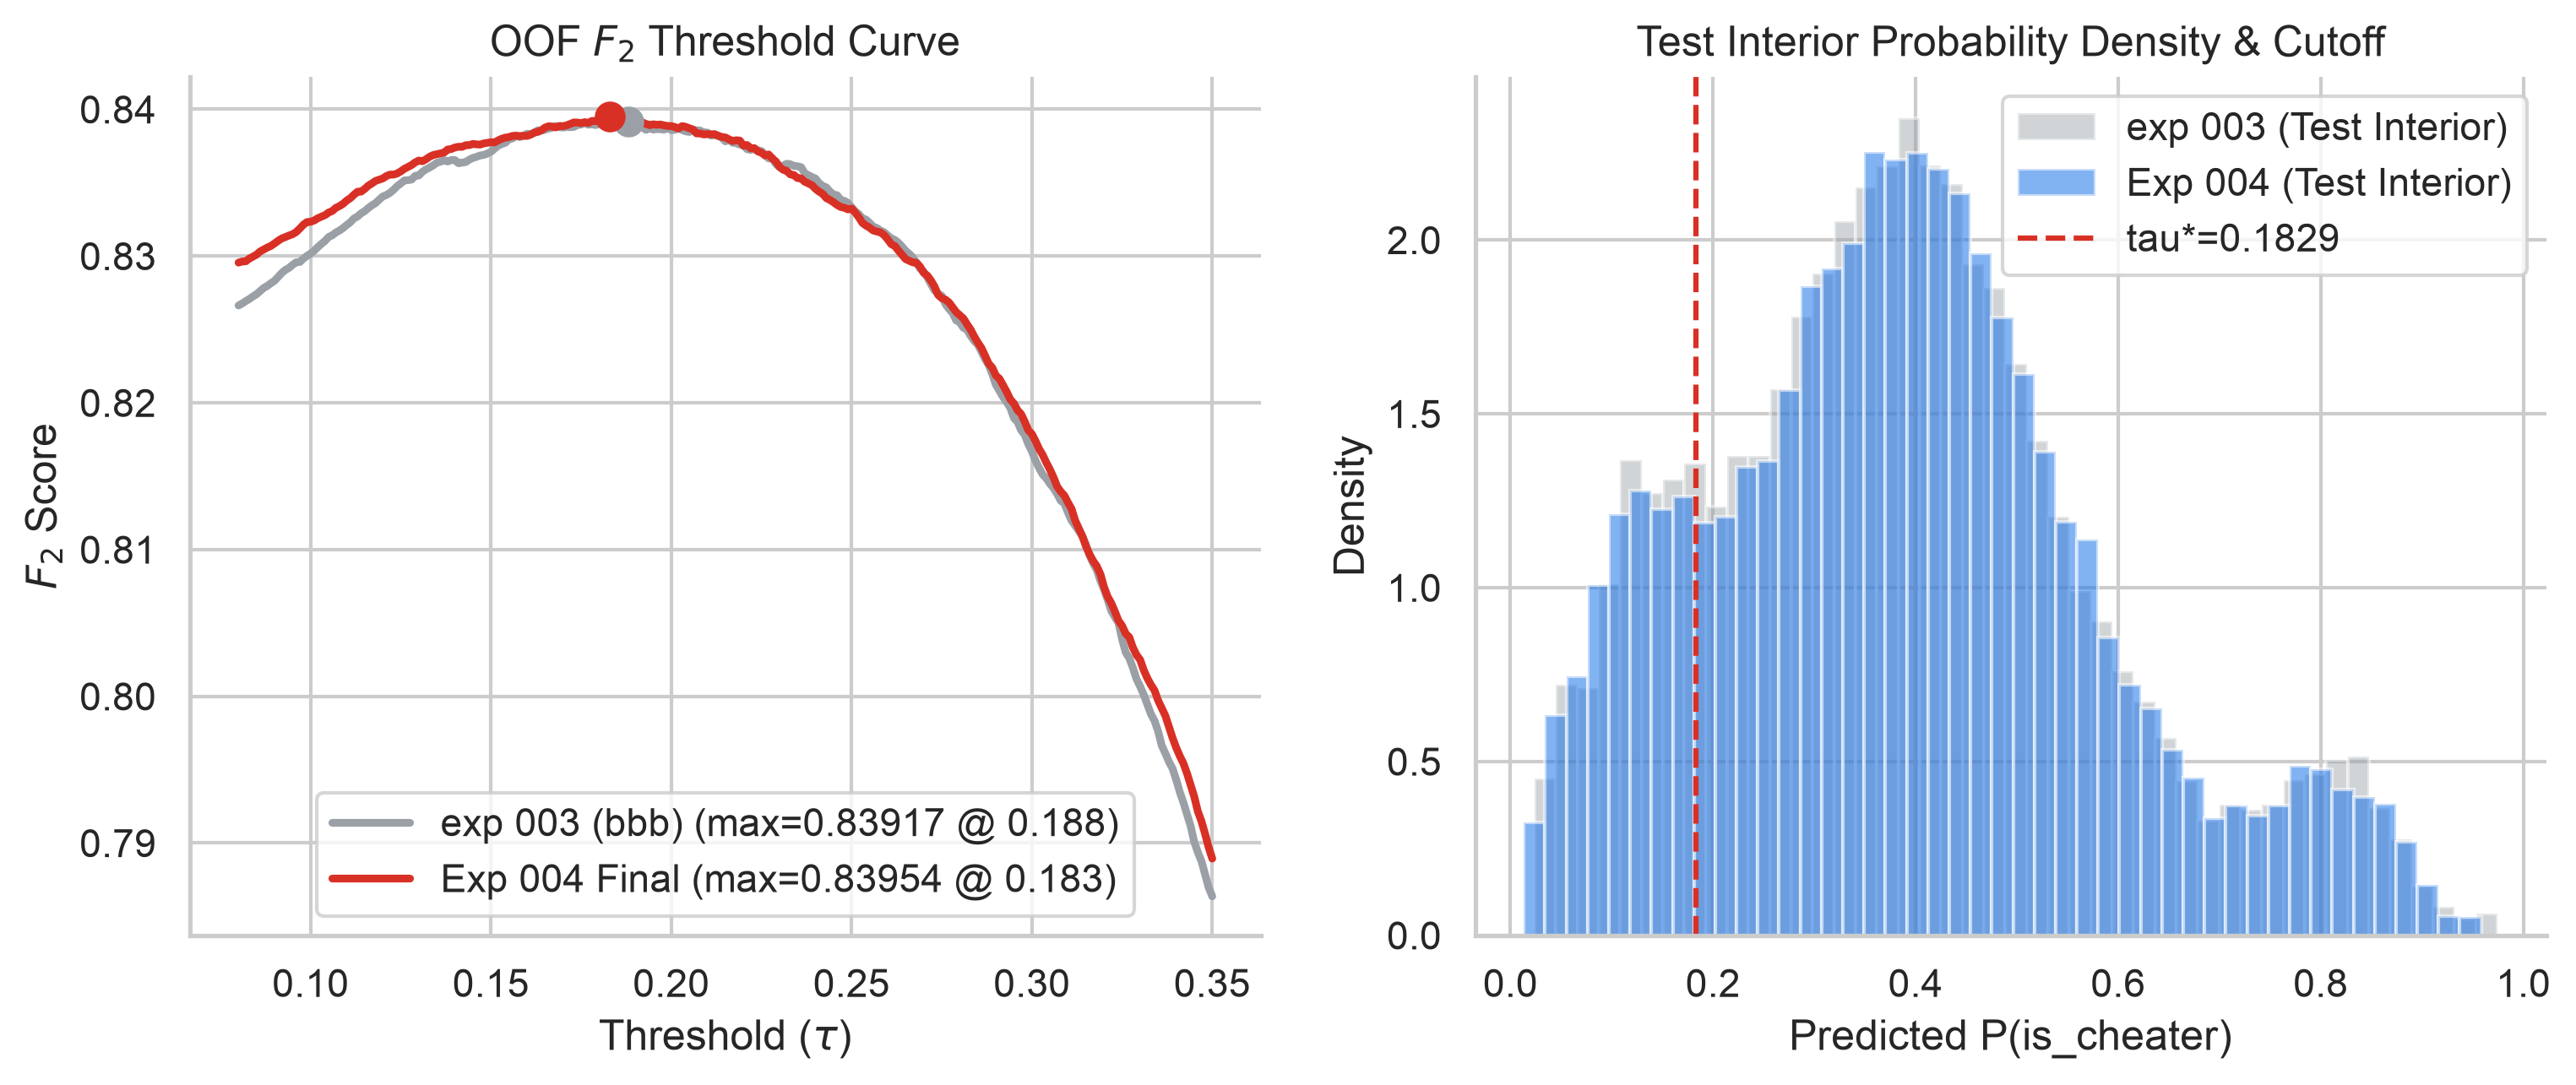 OOF F₂ Threshold Curve
F₂ Score
0.84
0.83
0.82
0.81
0.80
0.79
exp 003 (bbb) (max=0.83917 @ 0.188)
Exp 004 Final (max=0.83954 @ 0.183)
0.10 0.15 0.20 0.25 0.30 0.35
Threshold (τ)
Test Interior Probability Density & Cutoff
Density
2.0
1.5
1.0
0.5
0.0
exp 003 (Test Interior)
Exp 004 (Test Interior)
tau*=0.1829
0.0 0.2 0.4 0.6 0.8 1.0
Predicted P(is_cheater)